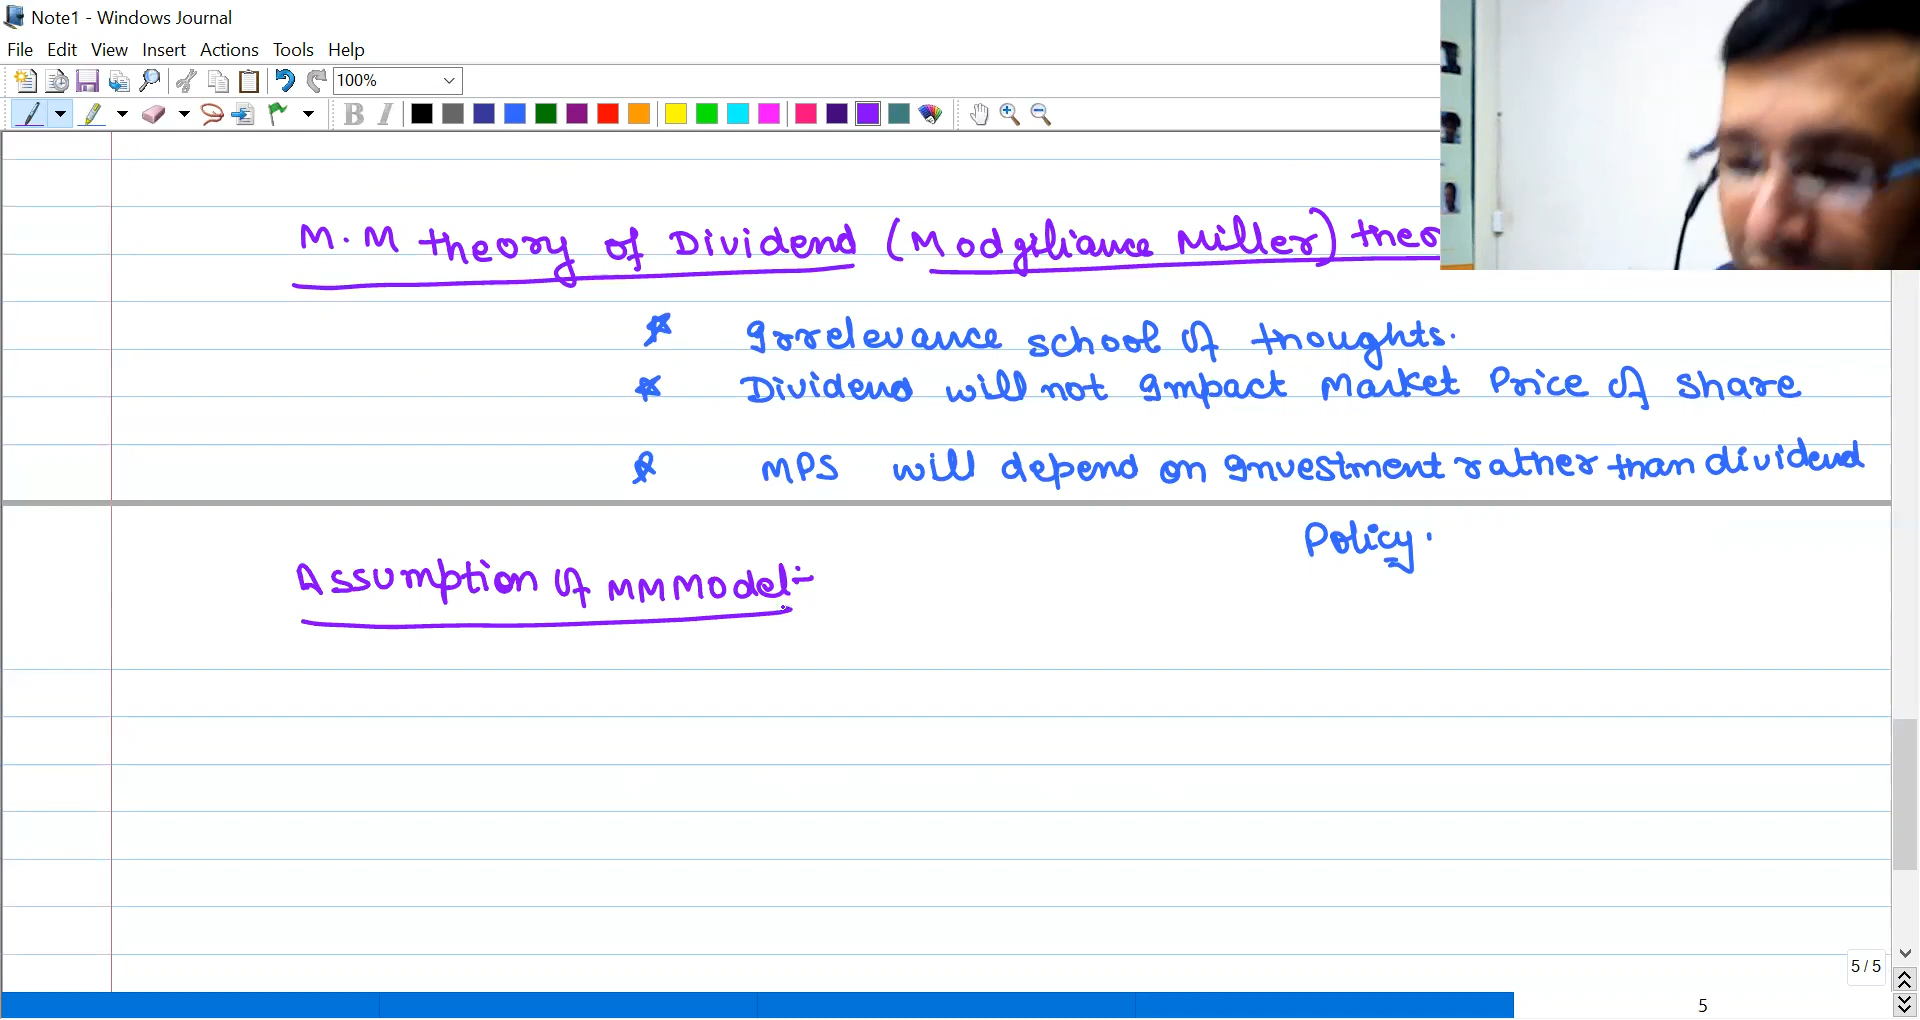 Note1 - Windows Journal
File Edit View Insert Actions Tools Help
100%
B I
M.M theory of Dividend (Modgiliance Miller) theo
Irrelevance school of thoughts.
Dividend will not Impact Market Price of Share
MPS will depend on Investment rather than dividend
Policy.
Assumption of MM Model:-
5 / 5
5